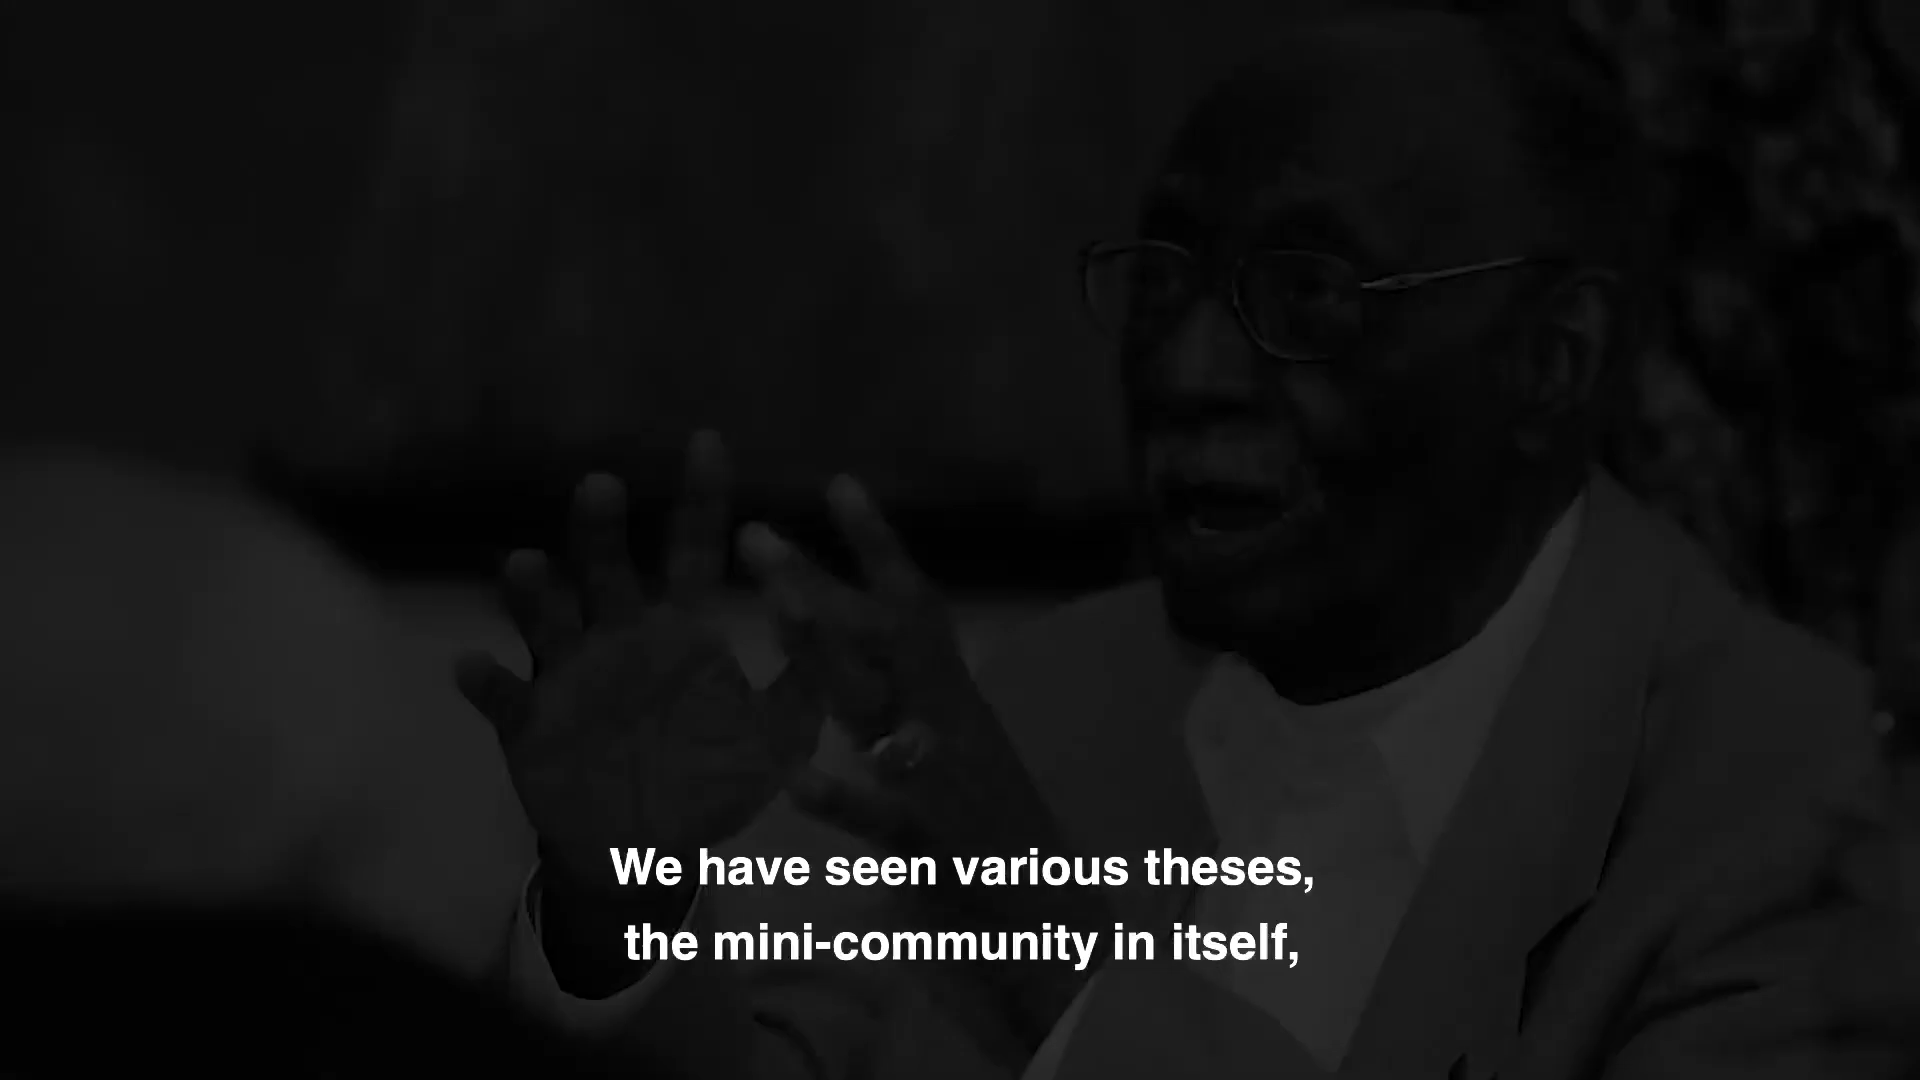 We have seen various theses,
the mini-community in itself,